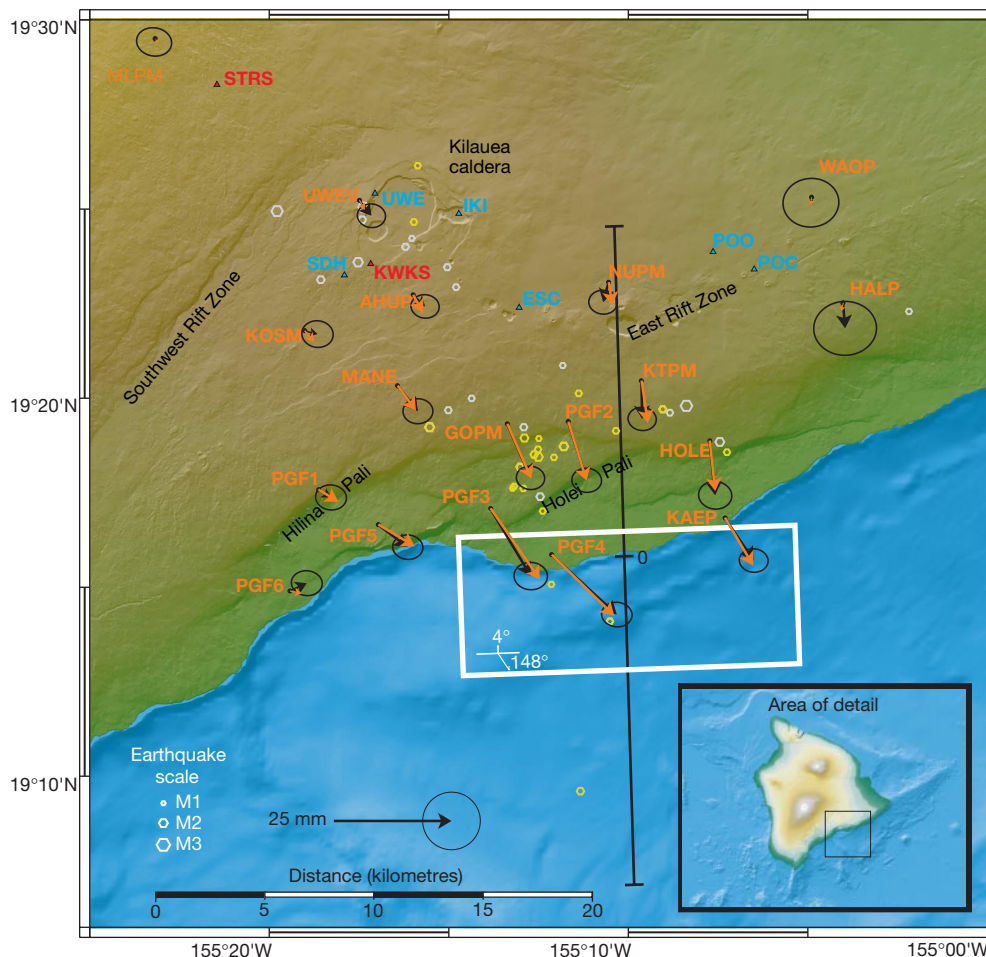 19°30'N
MLPM
STRS
Kilauea
caldera
WAOP
UWEV
UWE
IKI
POO
SDH
KWKS
POC
NUPM
AHUP
ESC
HALP
East Rift Zone
Southwest Rift Zone
KOSM
19°20'N
MANE
KTPM
PGF2
GOPM
HOLE
PGF1
Hilina Pali
PGF3
Holei Pali
KAEP
PGF5
PGF4
0
PGF6
4°
148°
Area of detail
Earthquake
scale
19°10'N
M1
M2
M3
25 mm
Distance (kilometres)
0 5 10 15 20
155°20'W 155°10'W 155°00'W